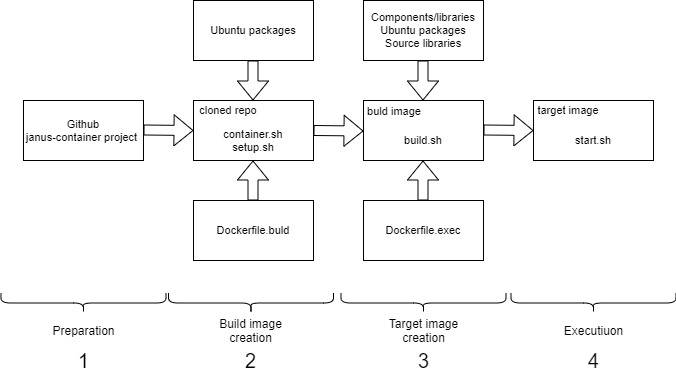 Ubuntu packages
Components/libraries
Ubuntu packages
Source libraries
Github
janus-container project
cloned repo
container.sh
setup.sh
buld image
build.sh
target image
start.sh
Dockerfile.buld
Dockerfile.exec
Preparation
1
Build image
creation
2
Target image
creation
3
Executiuon
4